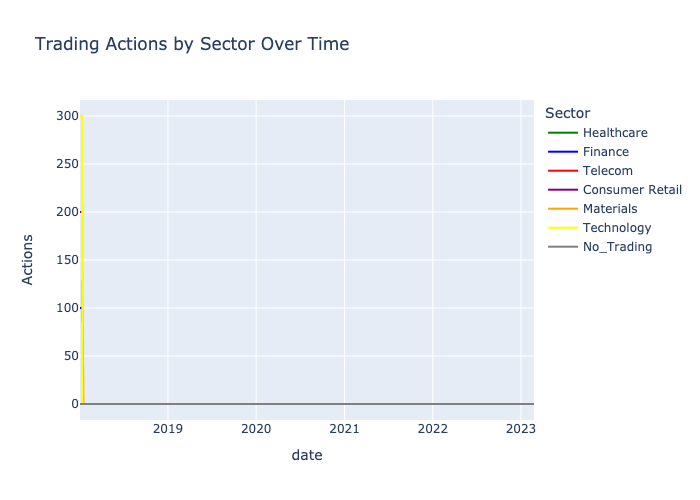 Trading Actions by Sector Over Time
300
250
200
150
100
50
0
Actions
2019
2020
2021
2022
2023
date
Sector
Healthcare
Finance
Telecom
Consumer Retail
Materials
Technology
No_Trading